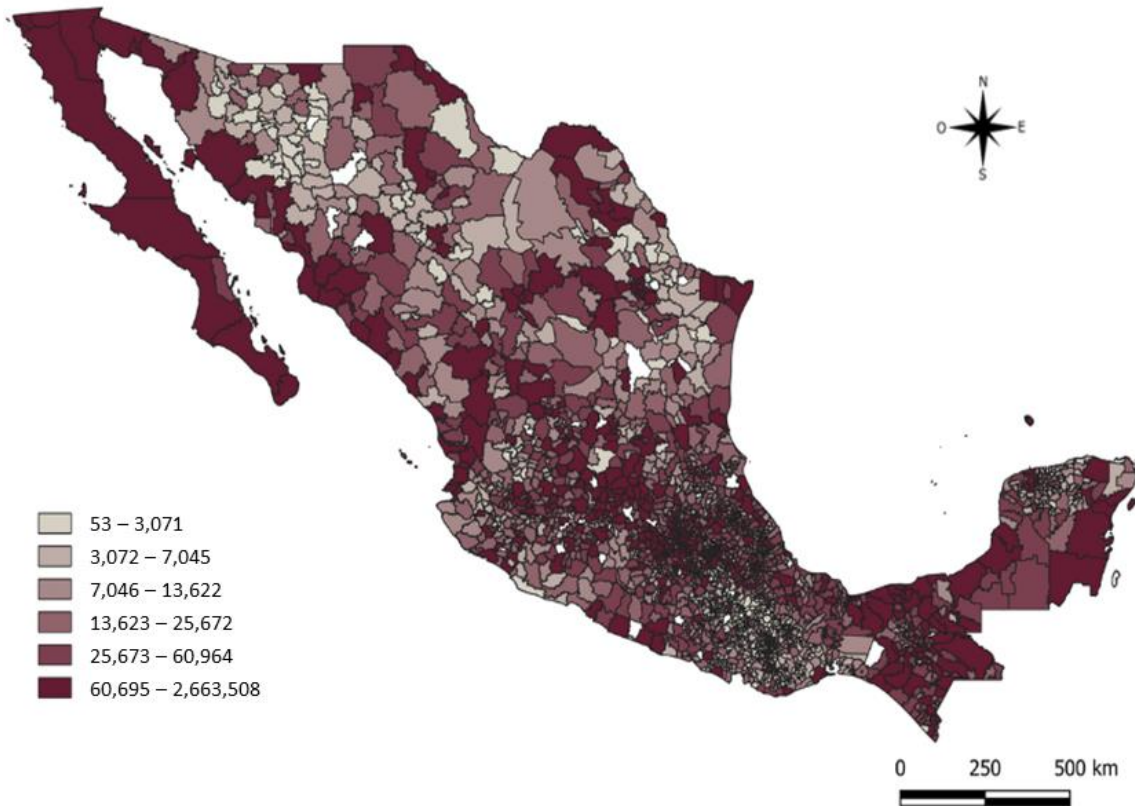 N
O E
S
53 – 3,071
3,072 – 7,045
7,046 – 13,622
13,623 – 25,672
25,673 – 60,964
60,695 – 2,663,508
0 250 500 km